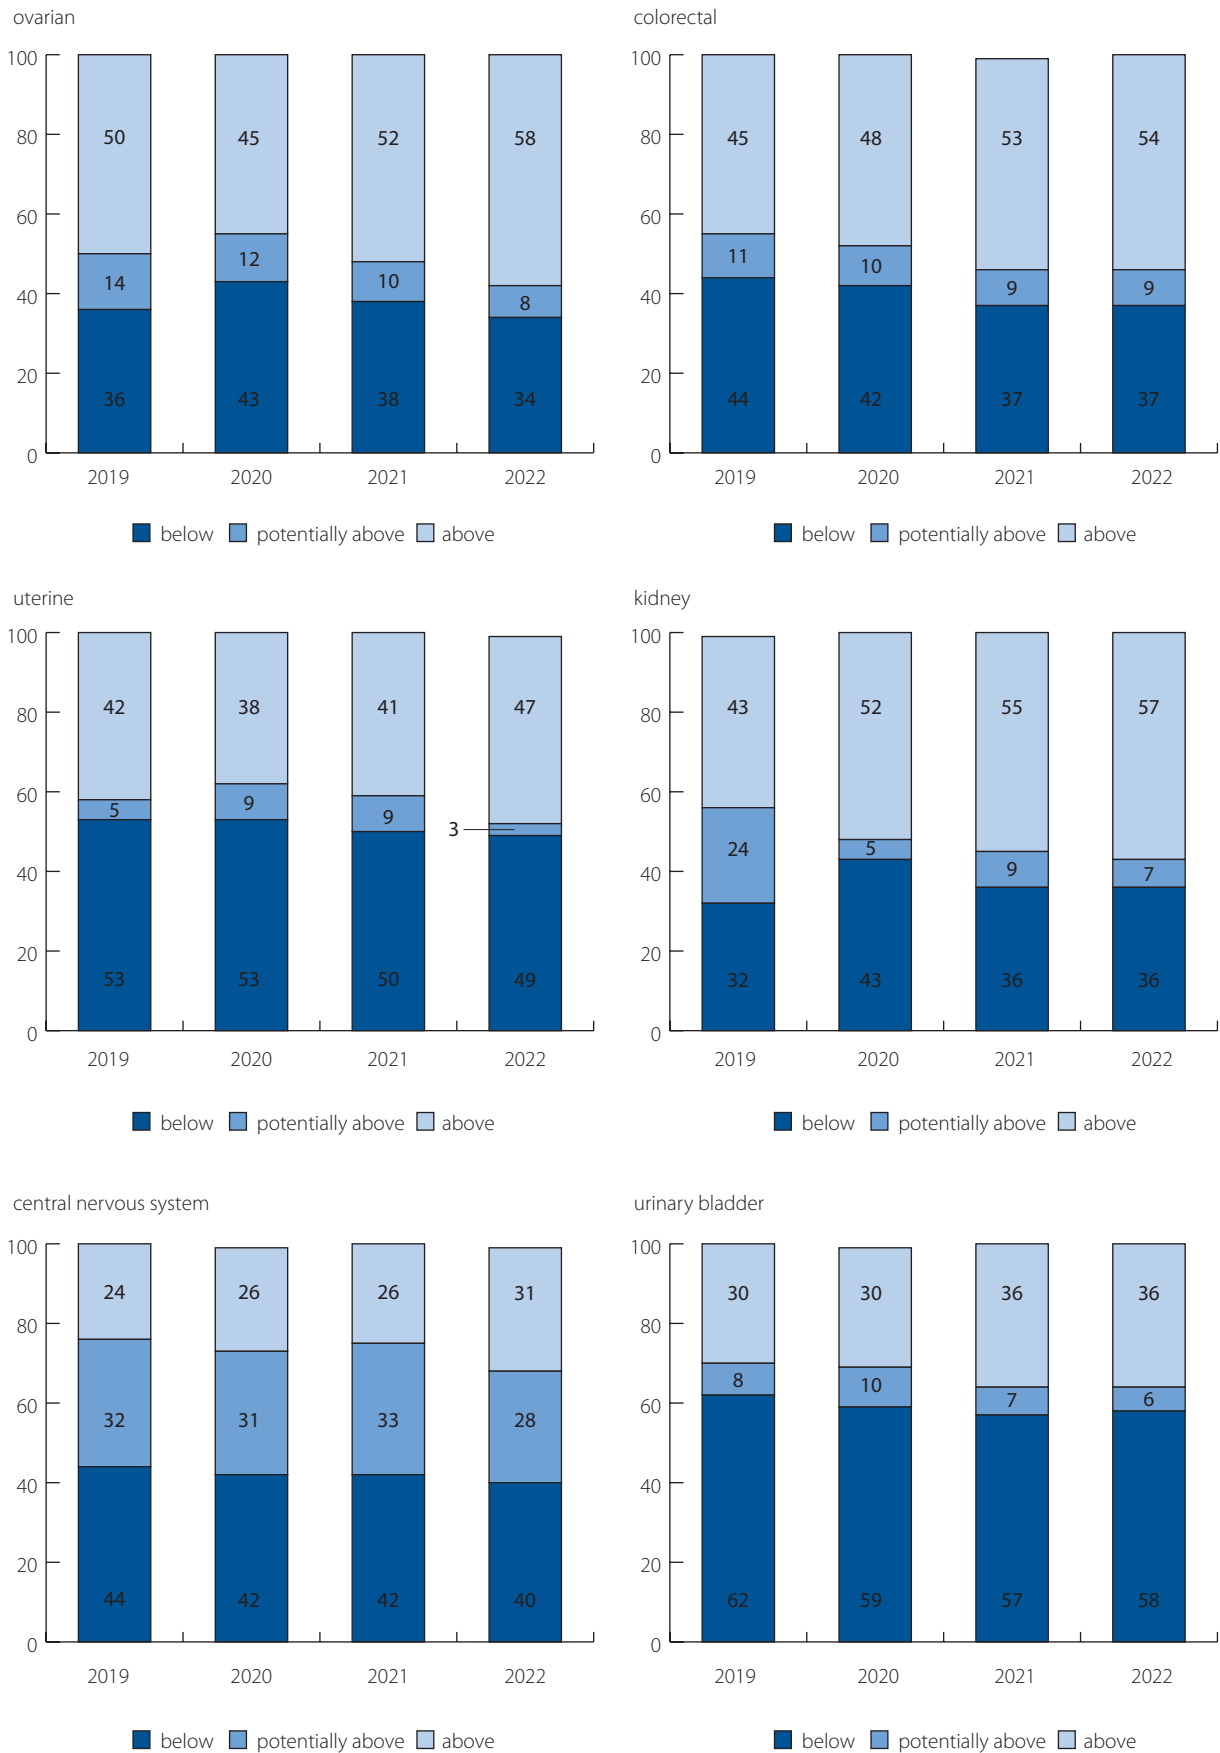 ovarian
100
80
60
40
20
0
50 45 52 58
14 12 10 8
36 43 38 34
2019 2020 2021 2022
below potentially above above
colorectal
100
80
60
40
20
0
45 48 53 54
11 10 9 9
44 42 37 37
2019 2020 2021 2022
below potentially above above
uterine
100
80
60
40
20
0
42 38 41 47
5 9 9 3
53 53 50 49
2019 2020 2021 2022
below potentially above above
kidney
100
80
60
40
20
0
43 52 55 57
24 5 9 7
32 43 36 36
2019 2020 2021 2022
below potentially above above
central nervous system
100
80
60
40
20
0
24 26 26 31
32 31 33 28
44 42 42 40
2019 2020 2021 2022
below potentially above above
urinary bladder
100
80
60
40
20
0
30 30 36 36
8 10 7 6
62 59 57 58
2019 2020 2021 2022
below potentially above above